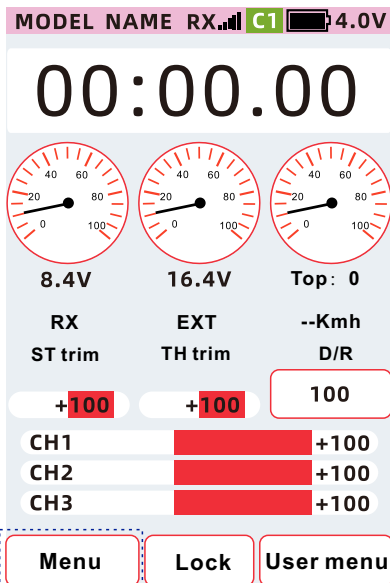 MODEL NAME RX C1 4.0V
00:00.00
40 60 40 60 40 60
20 80 20 80 20 80
0 100 0 100 0 100
8.4V 16.4V Top: 0
RX EXT --Kmh
ST trim TH trim D/R
+100 +100 100
CH1 +100
CH2 +100
CH3 +100
Menu Lock User menu